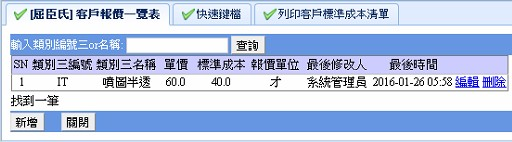 [屈臣氏] 客戶報價一覽表 快速鍵檔 列印客戶標準成本清單
輸入類別編號三or名稱: 查詢
SN 類別三編號 類別三名稱 單價 標準成本 報價單位 最後修改人 最後時間
1 IT 噴圖半透 60.0 40.0 才 系統管理員 2016-01-26 05:58 編輯 刪除
找到一筆
新增 關閉